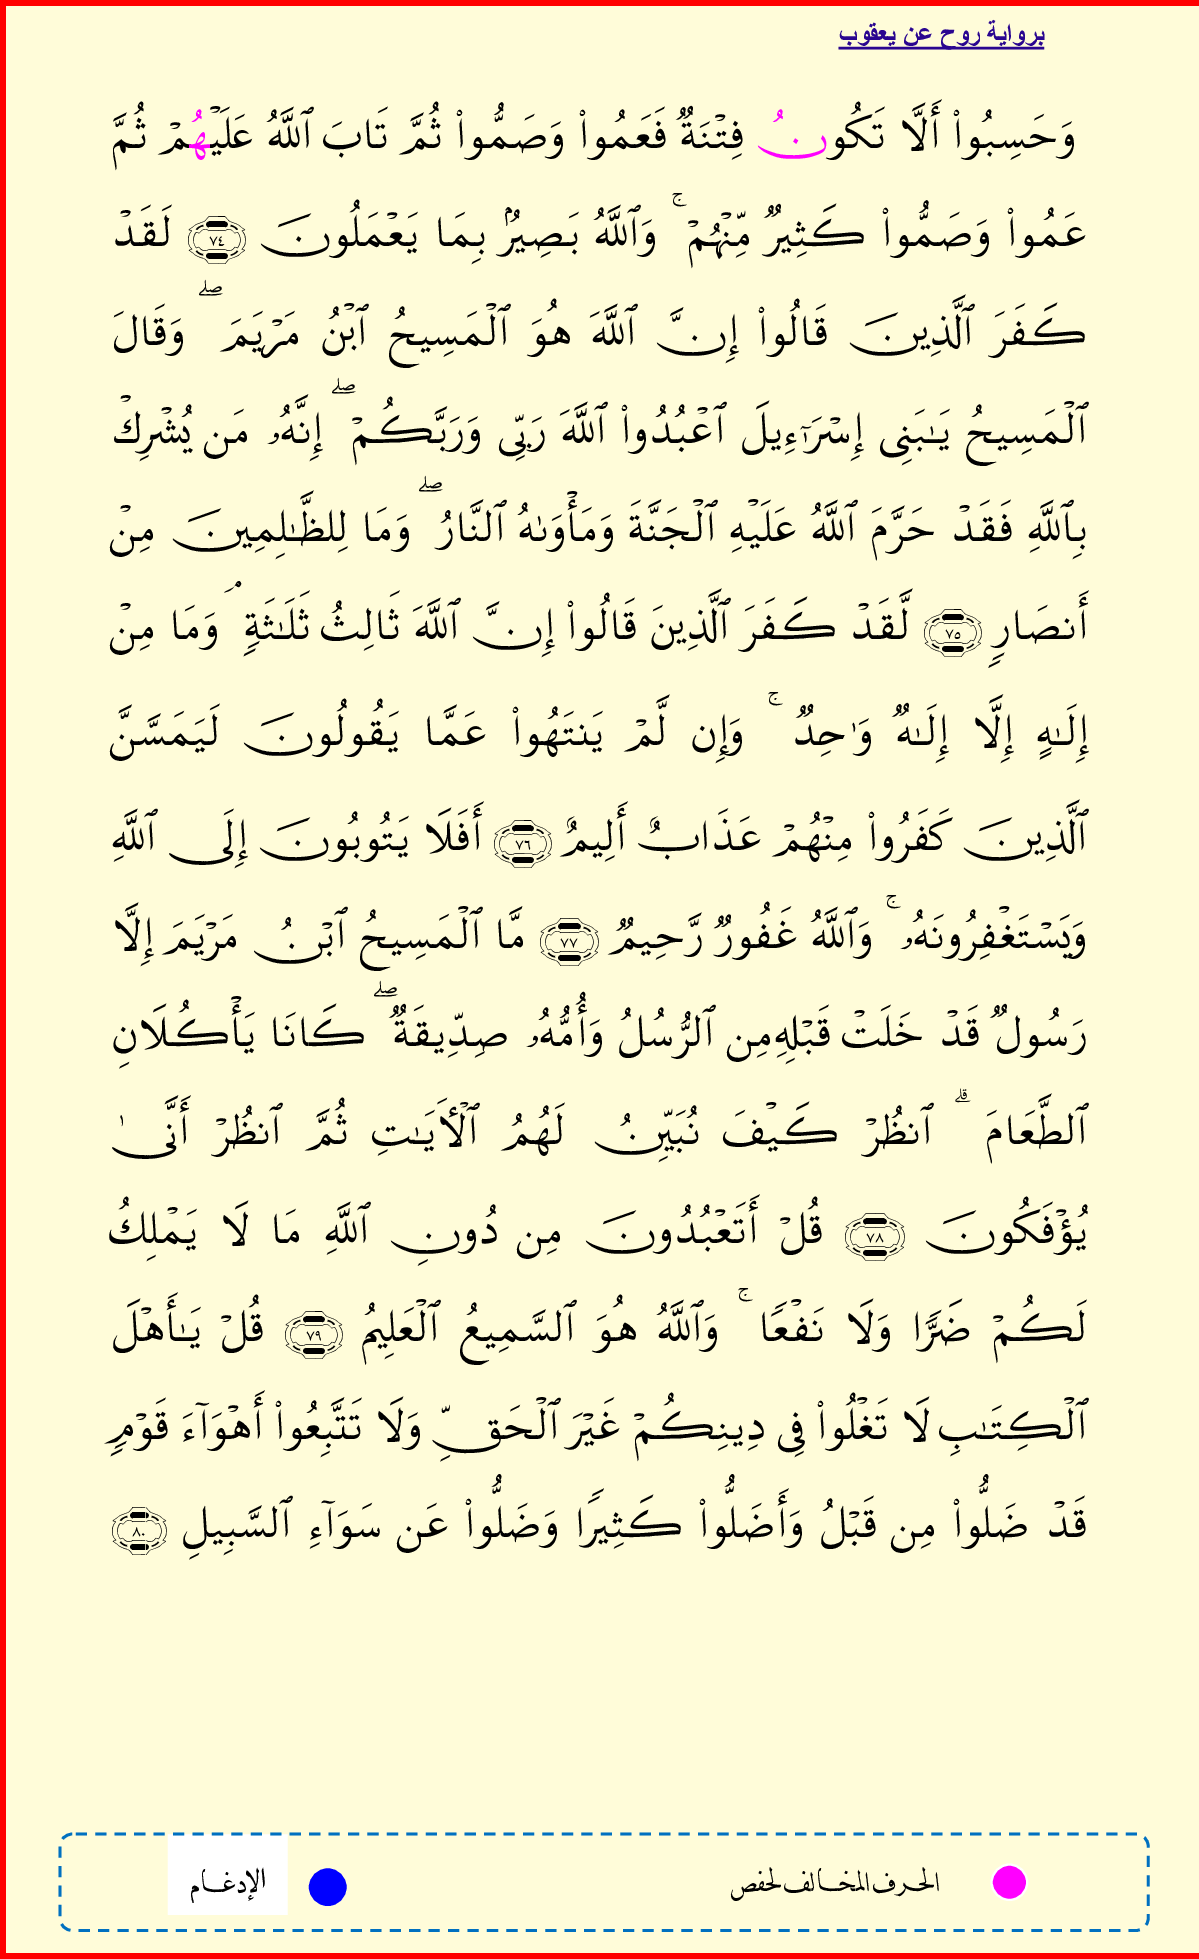 برواية روح عن يعقوب
وَحَسِبُوا۟ أَلَّا تَكُونُ فِتْنَةٌ فَعَمُوا۟ وَصَمُّوا۟ ثُمَّ تَابَ ٱللَّهُ عَلَيْهُمْ ثُمَّ
عَمُوا۟ وَصَمُّوا۟ كَثِيرٌ مِّنْهُمْ ۚ وَٱللَّهُ بَصِيرٌۢ بِمَا يَعْمَلُونَ ٧٤ لَقَدْ
كَفَرَ ٱلَّذِينَ قَالُوا۟ إِنَّ ٱللَّهَ هُوَ ٱلْمَسِيحُ ٱبْنُ مَرْيَمَ ۖ وَقَالَ
ٱلْمَسِيحُ يَـٰبَنِى إِسْرَٰٓءِيلَ ٱعْبُدُوا۟ ٱللَّهَ رَبِّى وَرَبَّكُمْ ۖ إِنَّهُۥ مَن يُشْرِكْ
بِٱللَّهِ فَقَدْ حَرَّمَ ٱللَّهُ عَلَيْهِ ٱلْجَنَّةَ وَمَأْوَىٰهُ ٱلنَّارُ ۖ وَمَا لِلظَّـٰلِمِينَ مِنْ
أَنصَارٍ ٧٥ لَّقَدْ كَفَرَ ٱلَّذِينَ قَالُوا۟ إِنَّ ٱللَّهَ ثَالِثُ ثَلَـٰثَةٍ ۘ وَمَا مِنْ
إِلَـٰهٍ إِلَّا إِلَـٰهٌ وَٰحِدٌ ۚ وَإِن لَّمْ يَنتَهُوا۟ عَمَّا يَقُولُونَ لَيَمَسَّنَّ
ٱلَّذِينَ كَفَرُوا۟ مِنْهُمْ عَذَابٌ أَلِيمٌ ٧٦ أَفَلَا يَتُوبُونَ إِلَى ٱللَّهِ
وَيَسْتَغْفِرُونَهُۥ ۚ وَٱللَّهُ غَفُورٌ رَّحِيمٌ ٧٧ مَّا ٱلْمَسِيحُ ٱبْنُ مَرْيَمَ إِلَّا
رَسُولٌ قَدْ خَلَتْ قَبْلِهِ مِن ٱلرُّسُلُ وَأُمُّهُۥ صِدِّيقَةٌ ۖ كَانَا يَأْكُلَانِ
ٱلطَّعَامَ ۗ ٱنظُرْ كَيْفَ نُبَيِّنُ لَهُمُ ٱلْأَيَـٰتِ ثُمَّ ٱنظُرْ أَنَّىٰ
يُؤْفَكُونَ ٧٨ قُلْ أَتَعْبُدُونَ مِن دُونِ ٱللَّهِ مَا لَا يَمْلِكُ
لَكُمْ ضَرًّا وَلَا نَفْعًا ۚ وَٱللَّهُ هُوَ ٱلسَّمِيعُ ٱلْعَلِيمُ ٧٩ قُلْ يَـٰأَهْلَ
ٱلْكِتَـٰبِ لَا تَغْلُوا۟ فِى دِينِكُمْ غَيْرَ ٱلْحَقِّ وَلَا تَتَّبِعُوا۟ أَهْوَآءَ قَوْمٍ
قَدْ ضَلُّوا۟ مِن قَبْلُ وَأَضَلُّوا۟ كَثِيرًا وَضَلُّوا۟ عَن سَوَآءِ ٱلسَّبِيلِ ٨٠
الحرف المخالف لحفص الإدغام